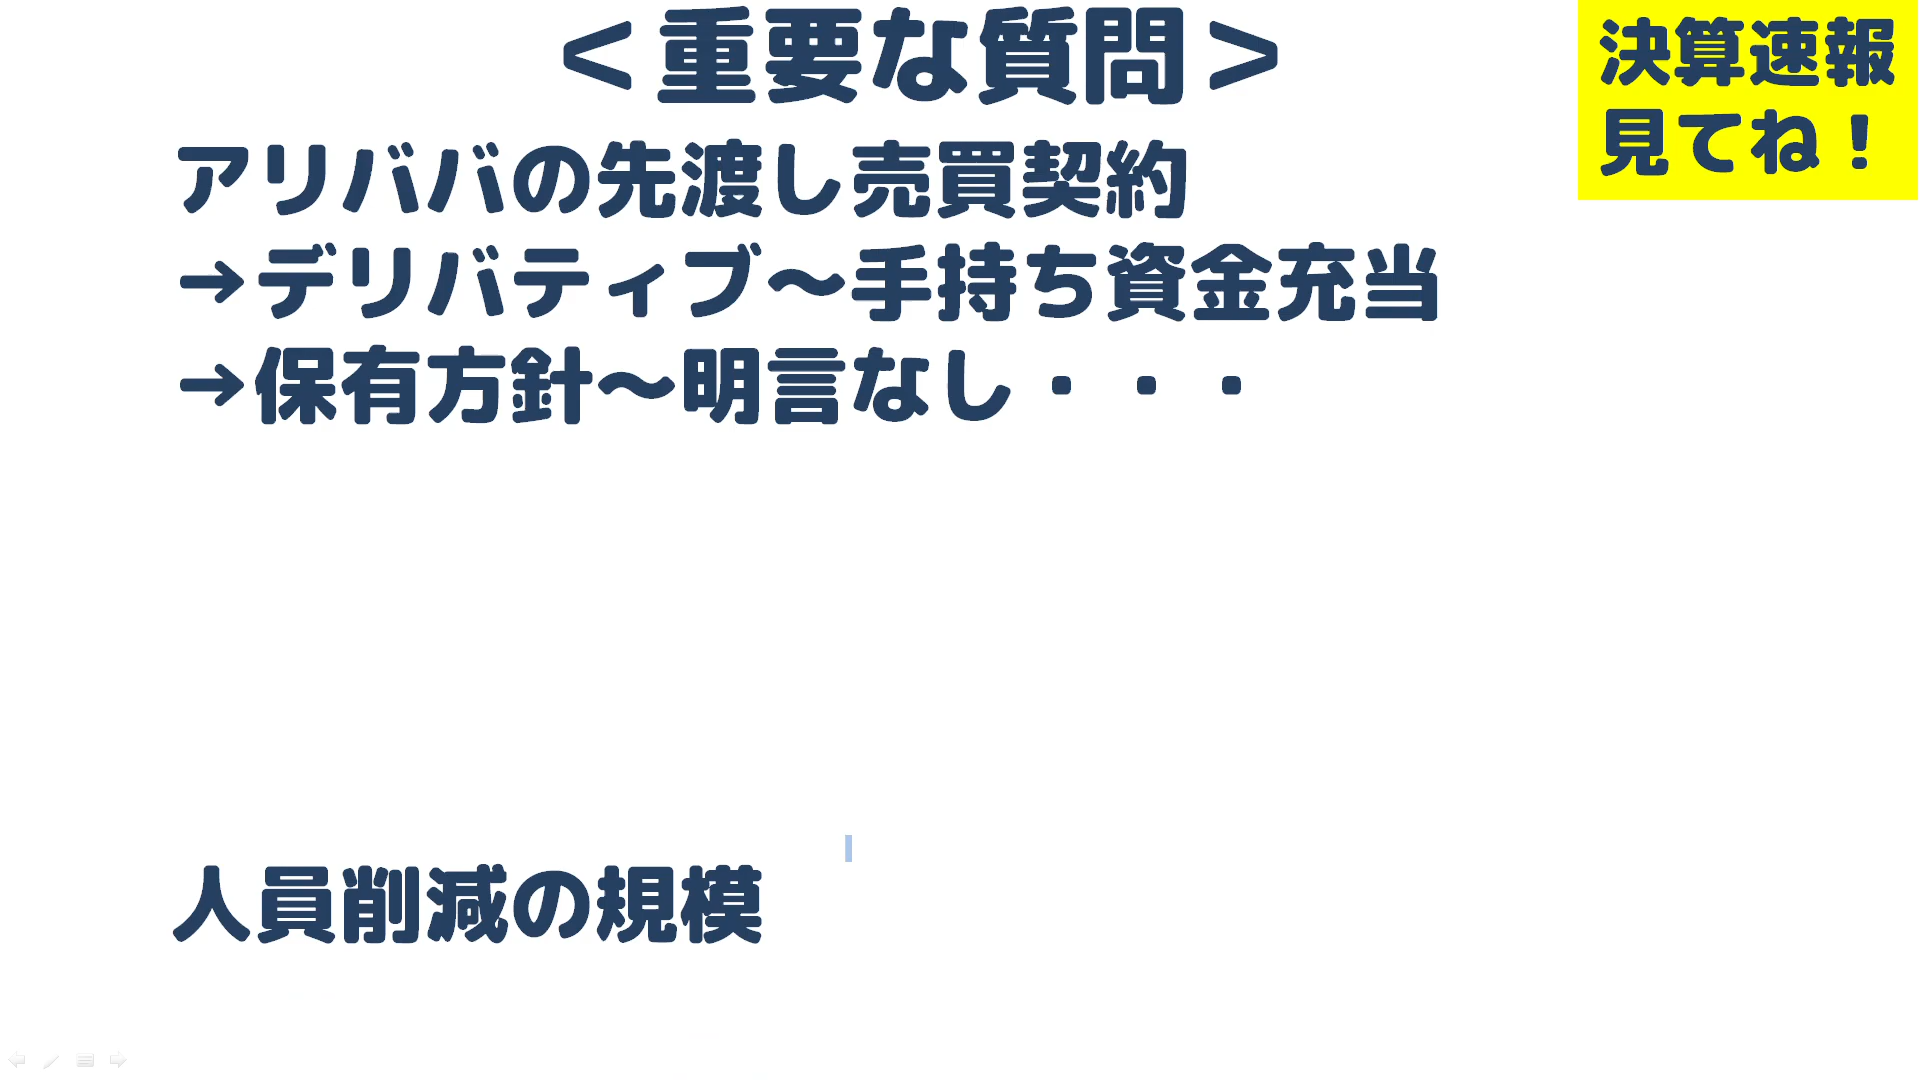 ＜重要な質問＞
決算速報
見てね！
アリババの先渡し売買契約
→デリバティブ～手持ち資金充当
→保有方針～明言なし・・・
人員削減の規模